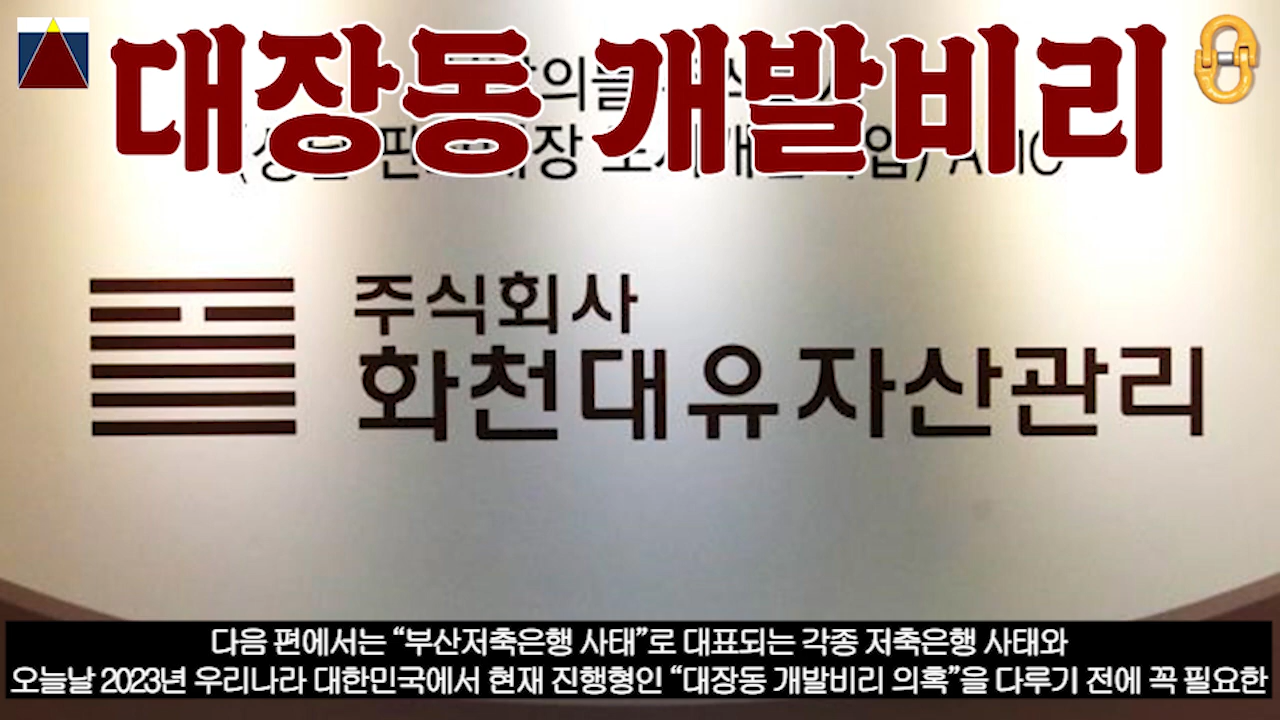 대장동 개발비리
주식회사
화천대유자산관리
다음 편에서는 “부산저축은행 사태”로 대표되는 각종 저축은행 사태와
오늘날 2023년 우리나라 대한민국에서 현재 진행형인 “대장동 개발비리 의혹”을 다루기 전에 꼭 필요한